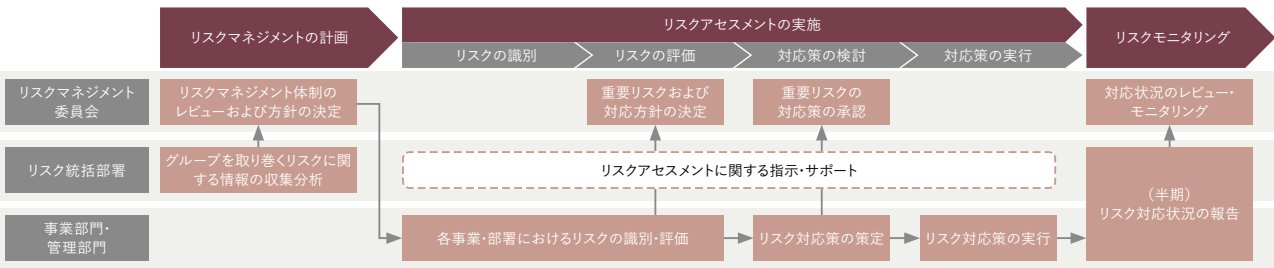 リスクマネジメントの計画
リスクアセスメントの実施
リスクモニタリング
リスクの識別
リスクの評価
対応策の検討
対応策の実行
リスクマネジメント
委員会
リスクマネジメント体制の
レビューおよび方針の決定
重要リスクおよび
対応方針の決定
重要リスクの
対応策の承認
対応状況のレビュー・
モニタリング
リスク統括部署
グループを取り巻くリスクに関
する情報の収集分析
リスクアセスメントに関する指示・サポート
(半期)
リスク対応状況の報告
事業部門・
管理部門
各事業・部署におけるリスクの識別・評価
リスク対応策の策定
リスク対応策の実行